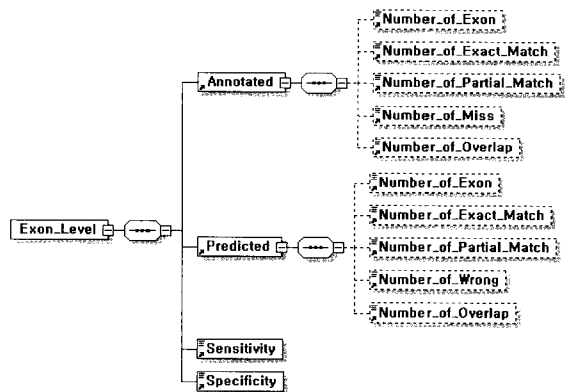 Number_of_Exon
Number_of_Exact_Match
Annotated
Number_of_Partial_Match
Number_of_Miss
Number_of_Overlap
Number_of_Exon
Number_of_Exact_Match
Exon_Level
Predicted
Number_of_Partial_Match
Number_of_Wrong
Number_of_Overlap
Sensitivity
Specificity